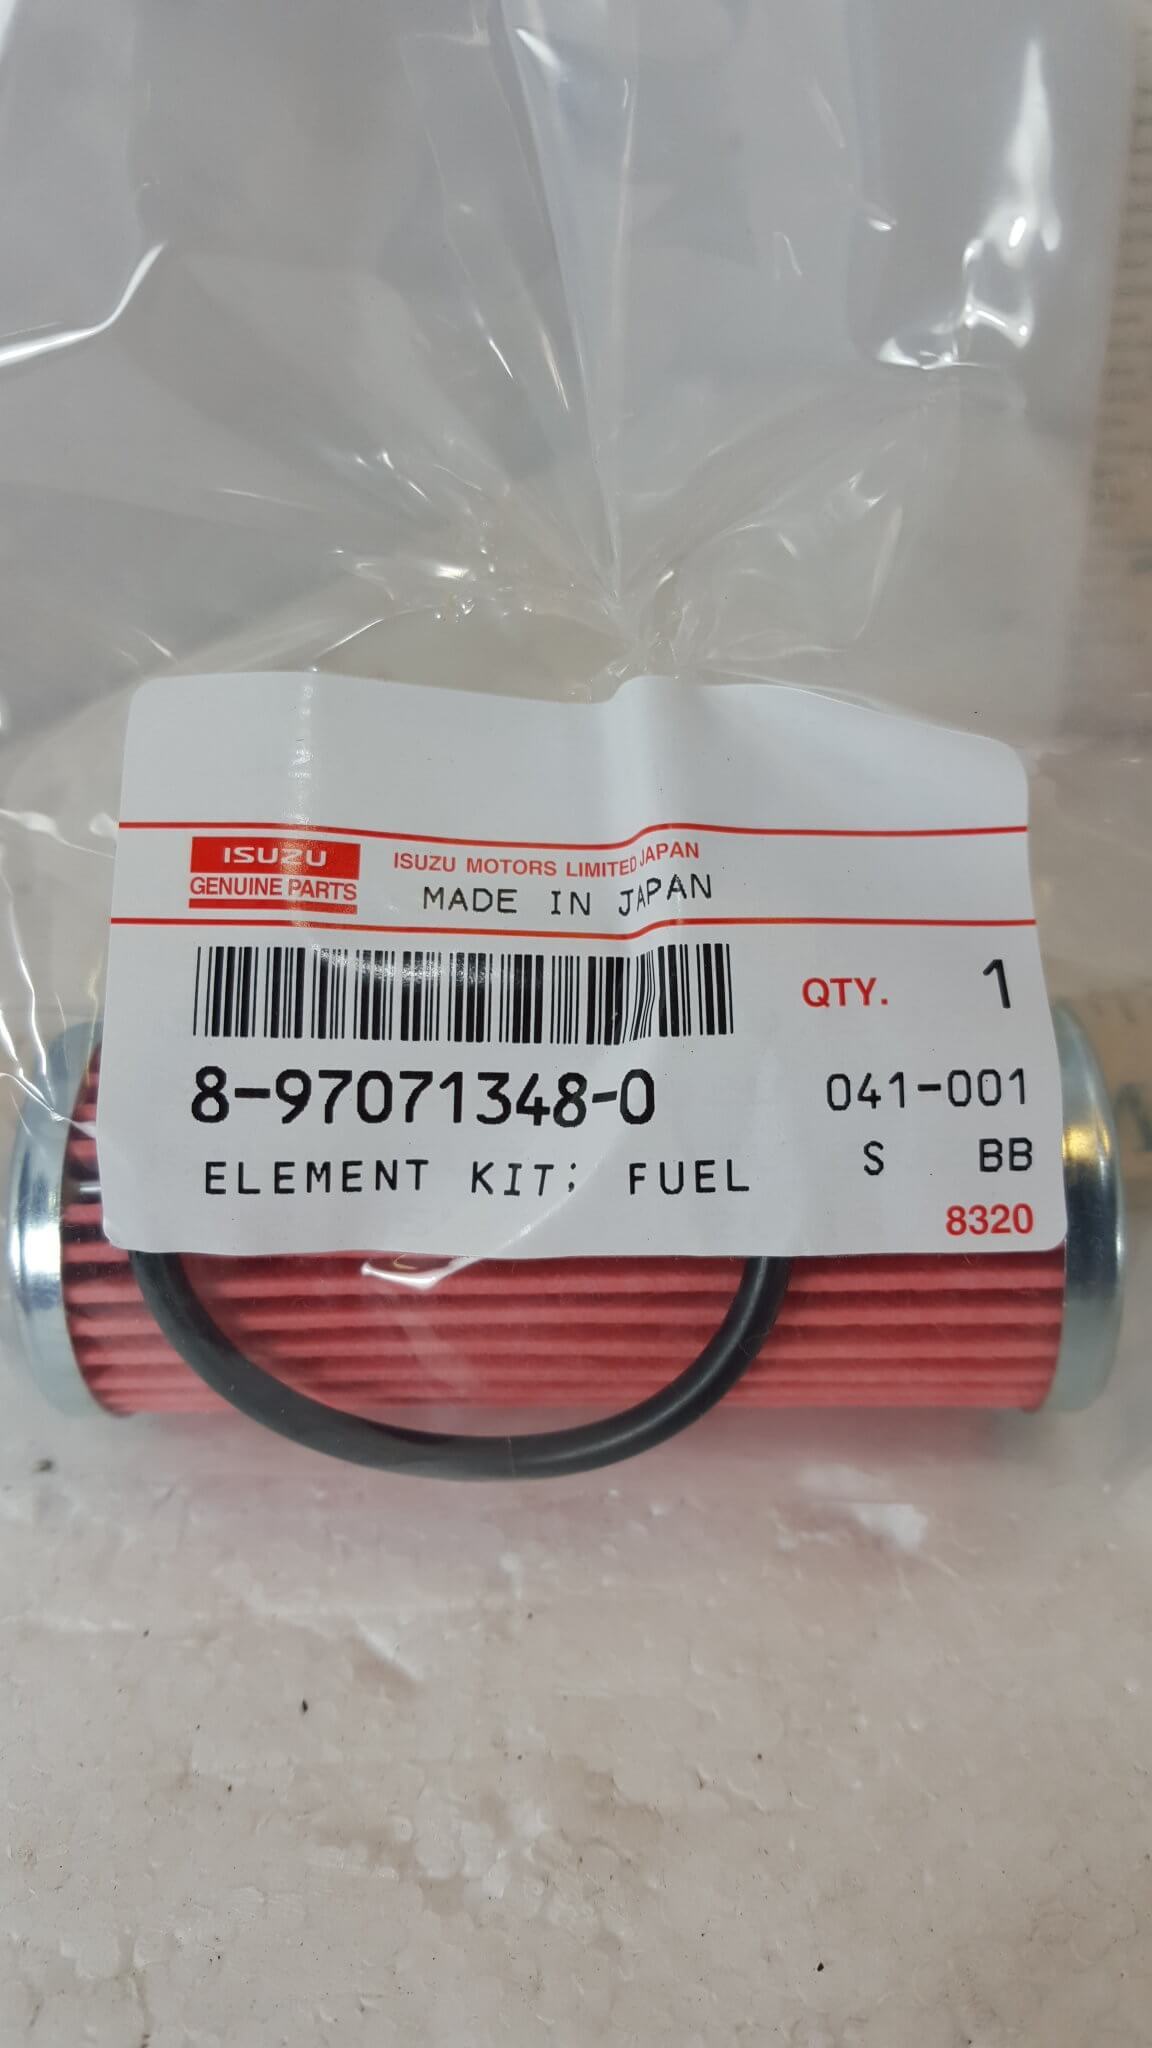 ISUZU
GENUINE PARTS
ISUZU MOTORS LIMITED JAPAN
MADE IN JAPAN
QTY. 1
8-97071348-0
041-001
ELEMENT KIT; FUEL
S BB
8320